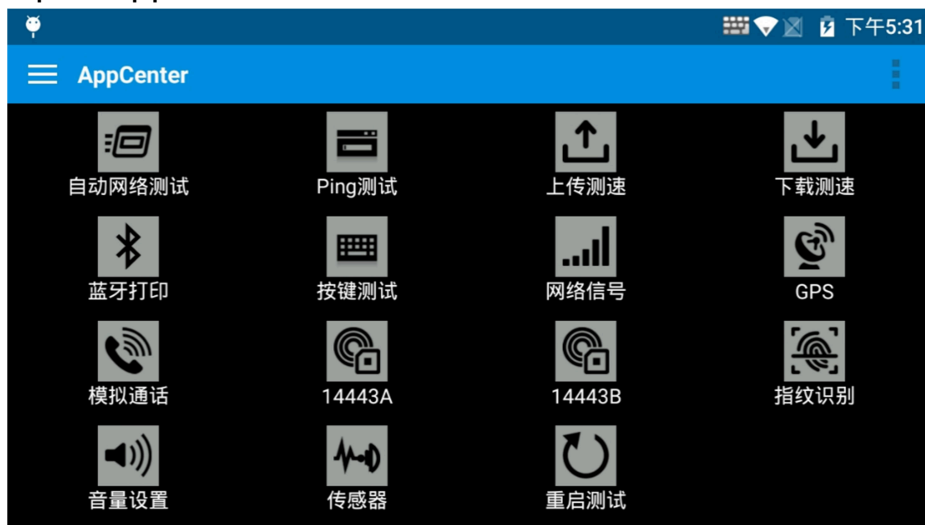 下午5:31
AppCenter
自动网络测试
Ping测试
上传测速
下载测速
蓝牙打印
按键测试
网络信号
GPS
模拟通话
14443A
14443B
指纹识别
音量设置
传感器
重启测试